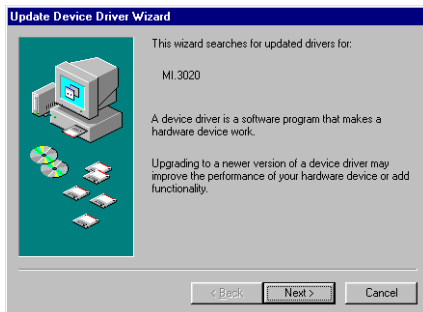 Update Device Driver Wizard
This wizard searches for updated drivers for:
MI.3020
A device driver is a software program that makes a
hardware device work.
Upgrading to a newer version of a device driver may
improve the performance of your hardware device or add
functionality.
< Back
Next >
Cancel